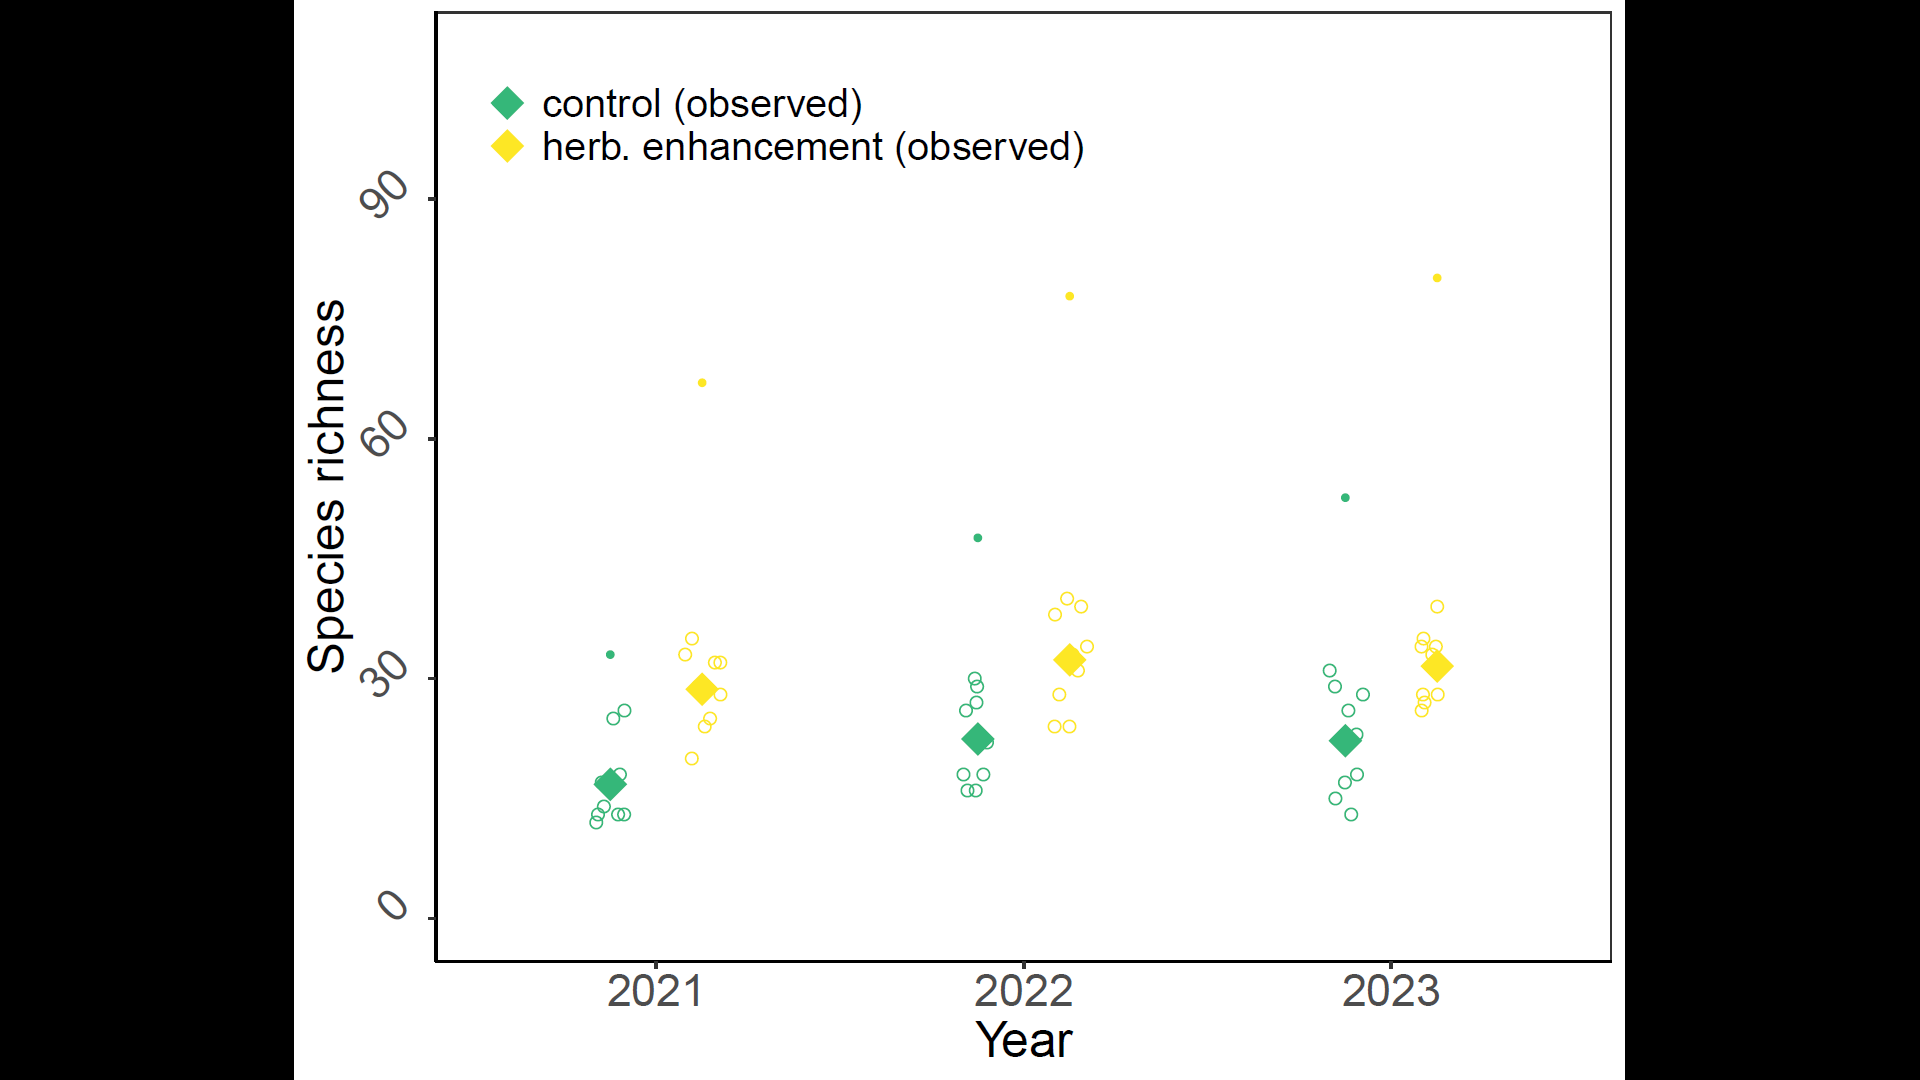 control (observed)
herb. enhancement (observed)
90
60
30
0
Species richness
2021 2022 2023
Year